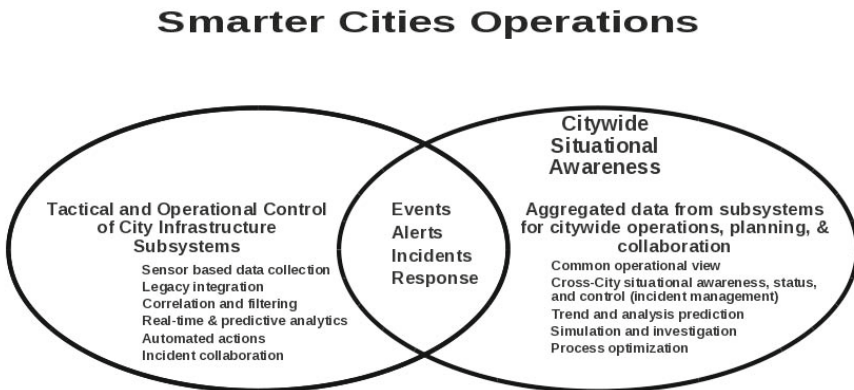 Smarter Cities Operations
Tactical and Operational Control
of City Infrastructure
Subsystems
Sensor based data collection
Legacy integration
Correlation and filtering
Real-time & predictive analytics
Automated actions
Incident collaboration
Events
Alerts
Incidents
Response
Citywide
Situational
Awareness
Aggregated data from subsystems
for citywide operations, planning, &
collaboration
Common operational view
Cross-City situational awareness, status,
and control (incident management)
Trend and analysis prediction
Simulation and investigation
Process optimization